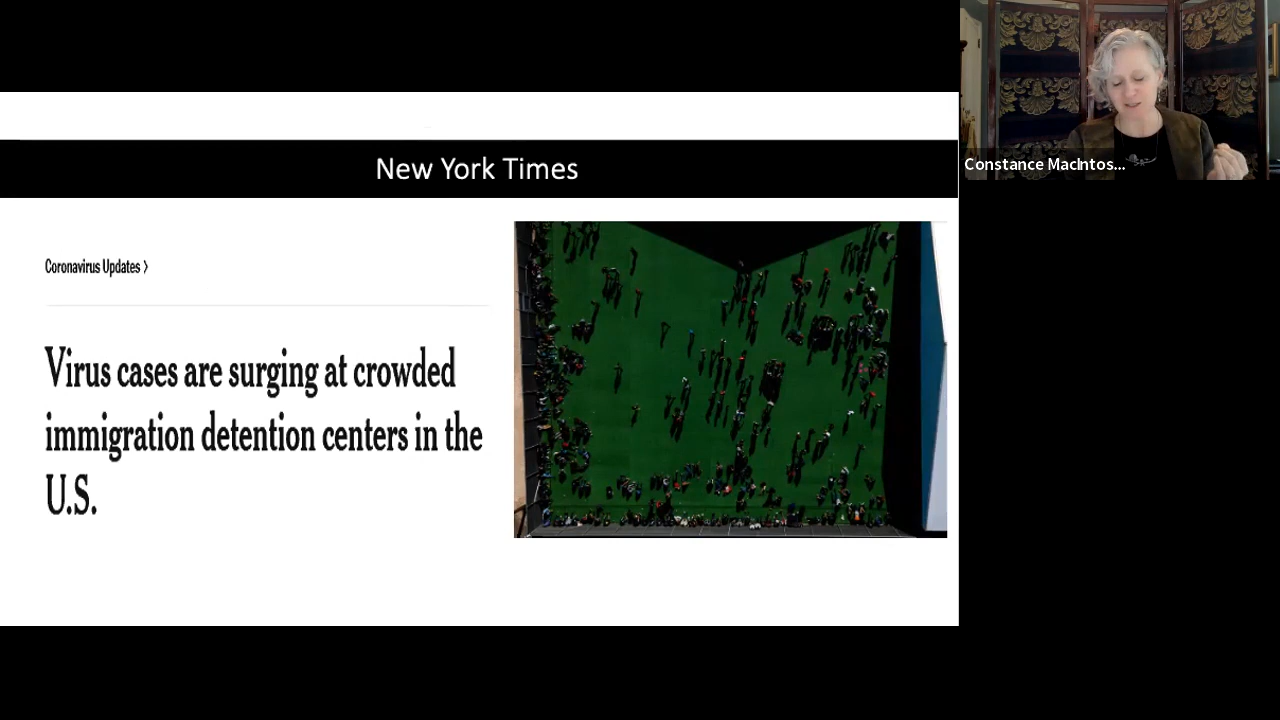 New York Times
Constance MacIntos...
Coronavirus Updates >
Virus cases are surging at crowded
immigration detention centers in the
U.S.